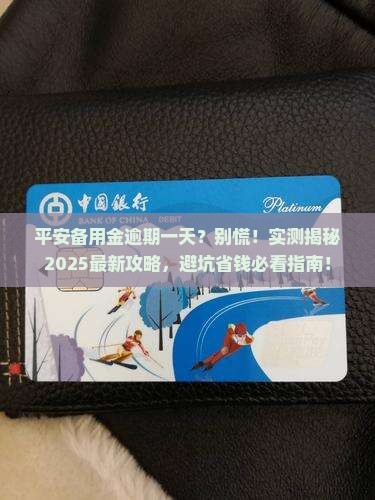 中国银行
BANK OF CHINA DEBIT
Platinum
平安备用金逾期一天？别慌！实测揭秘
2025最新攻略，避坑省钱必看指南！